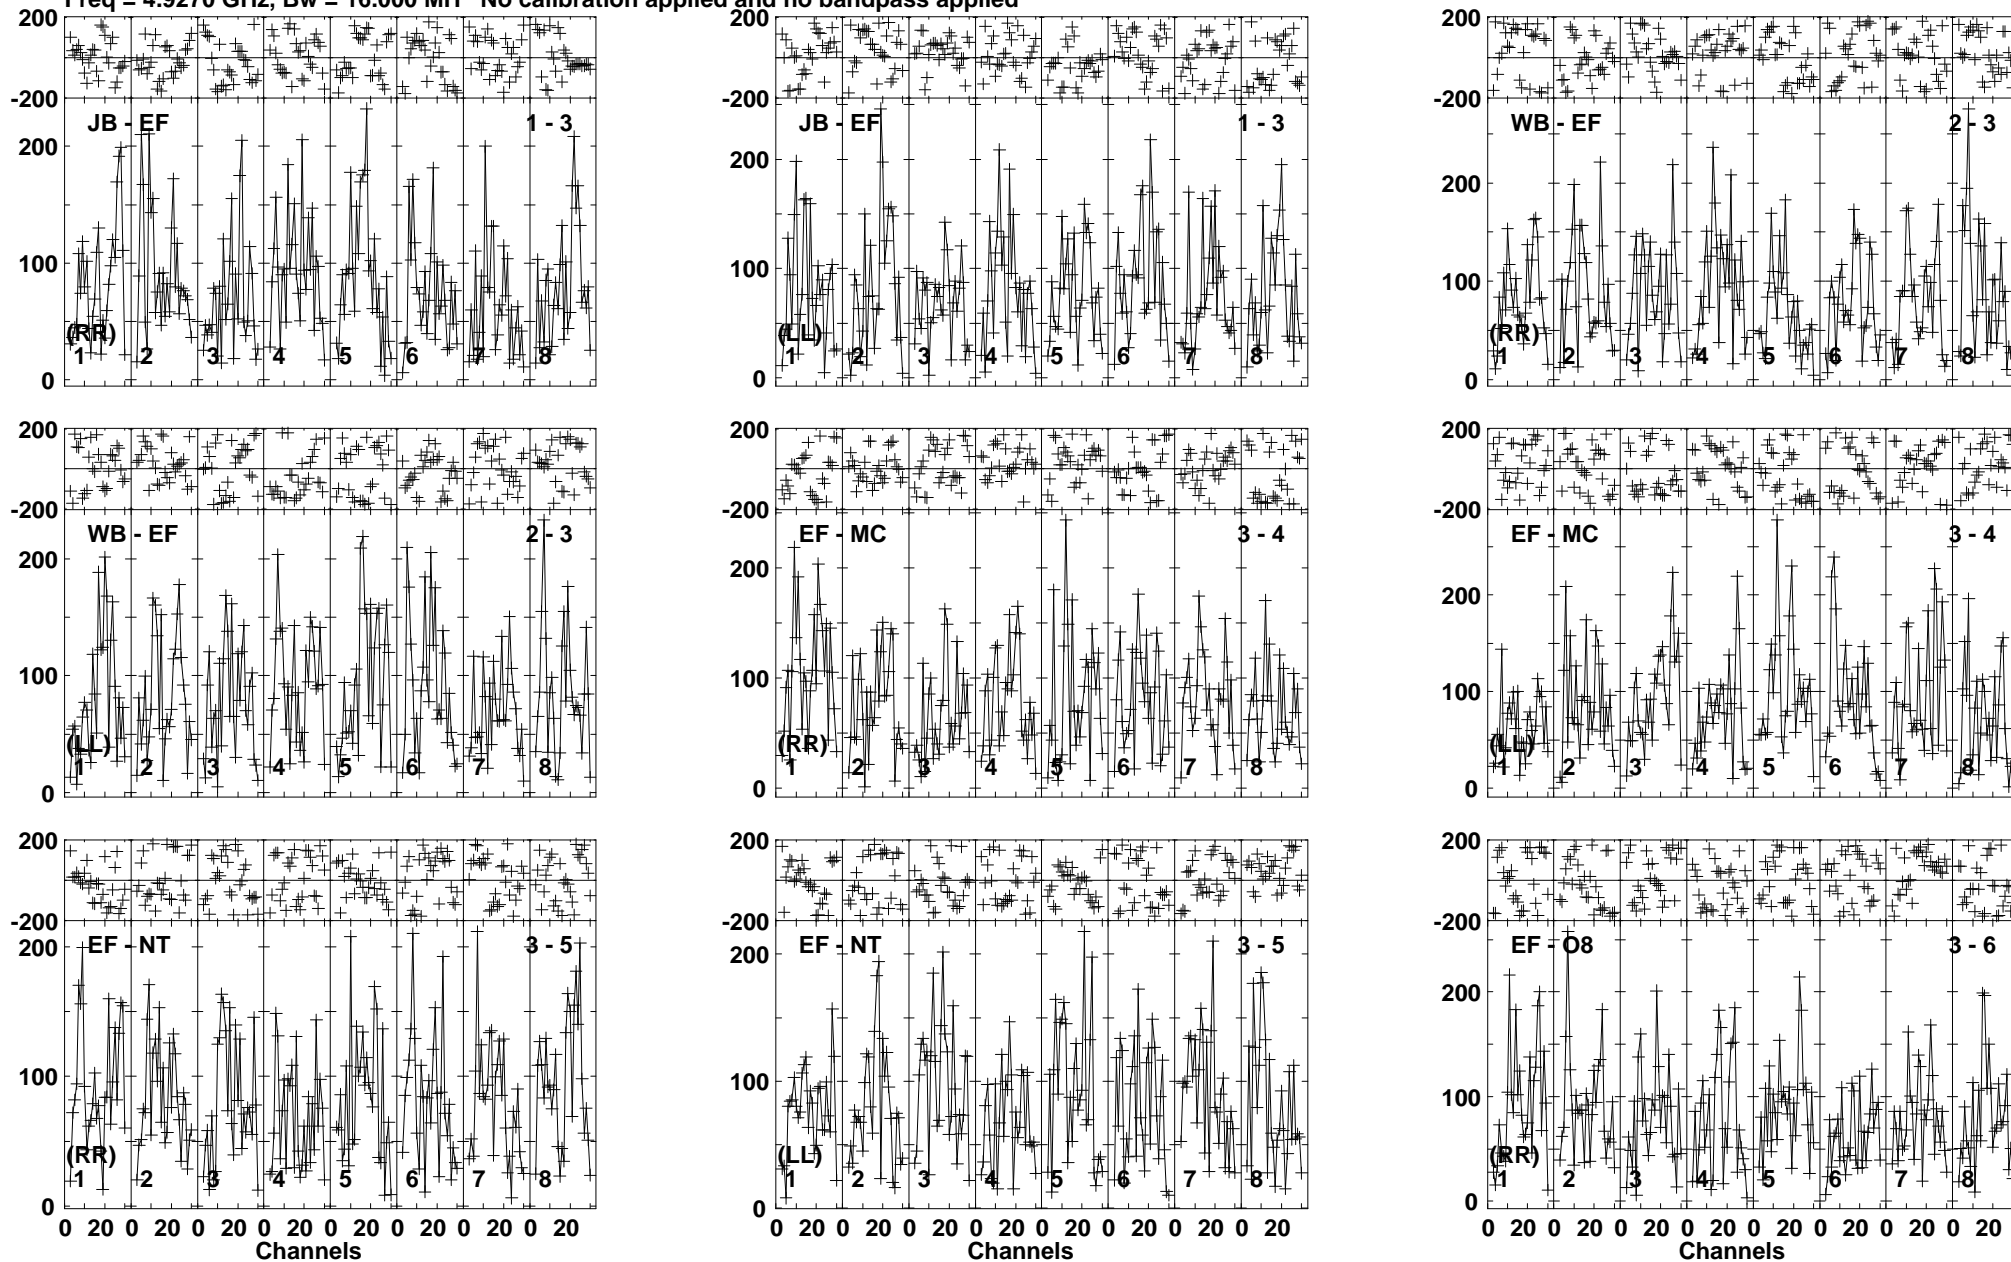 Freq = 4.9270 GHz, Bw = 16.000 MH No calibration applied and no bandpass applied
200 200 200
-200 -200 -200
JB - EF 1 - 3 JB - EF 1 - 3 WB - EF 2 - 3
200 200 200
100 100 100
(RR) (LL) (RR)
1 2 3 4 5 6 7 8 1 2 3 4 5 6 7 8 1 2 3 4 5 6 7 8
0 0 0
200 200 200
-200 -200 -200
WB - EF 2 - 3 EF - MC 3 - 4 EF - MC 3 - 4
200 200 200
100 100 100
(LL) (RR) (LL)
1 2 3 4 5 6 7 8 1 2 3 4 5 6 7 8 1 2 3 4 5 6 7 8
0 0 0
200 200 200
-200 -200 -200
EF - NT 3 - 5 EF - NT 3 - 5 EF - O8 3 - 6
200 200 200
100 100 100
(RR) (LL) (RR)
1 2 3 4 5 6 7 8 1 2 3 4 5 6 7 8 1 2 3 4 5 6 7 8
0 0 0
0 20 0 20 0 20 0 20 0 20 0 20 0 20 0 20 0 20 0 20 0 20 0 20 0 20 0 20 0 20 0 20 0 20 0 20 0 20 0 20 0 20 0 20 0 20 0 20
Channels Channels Channels